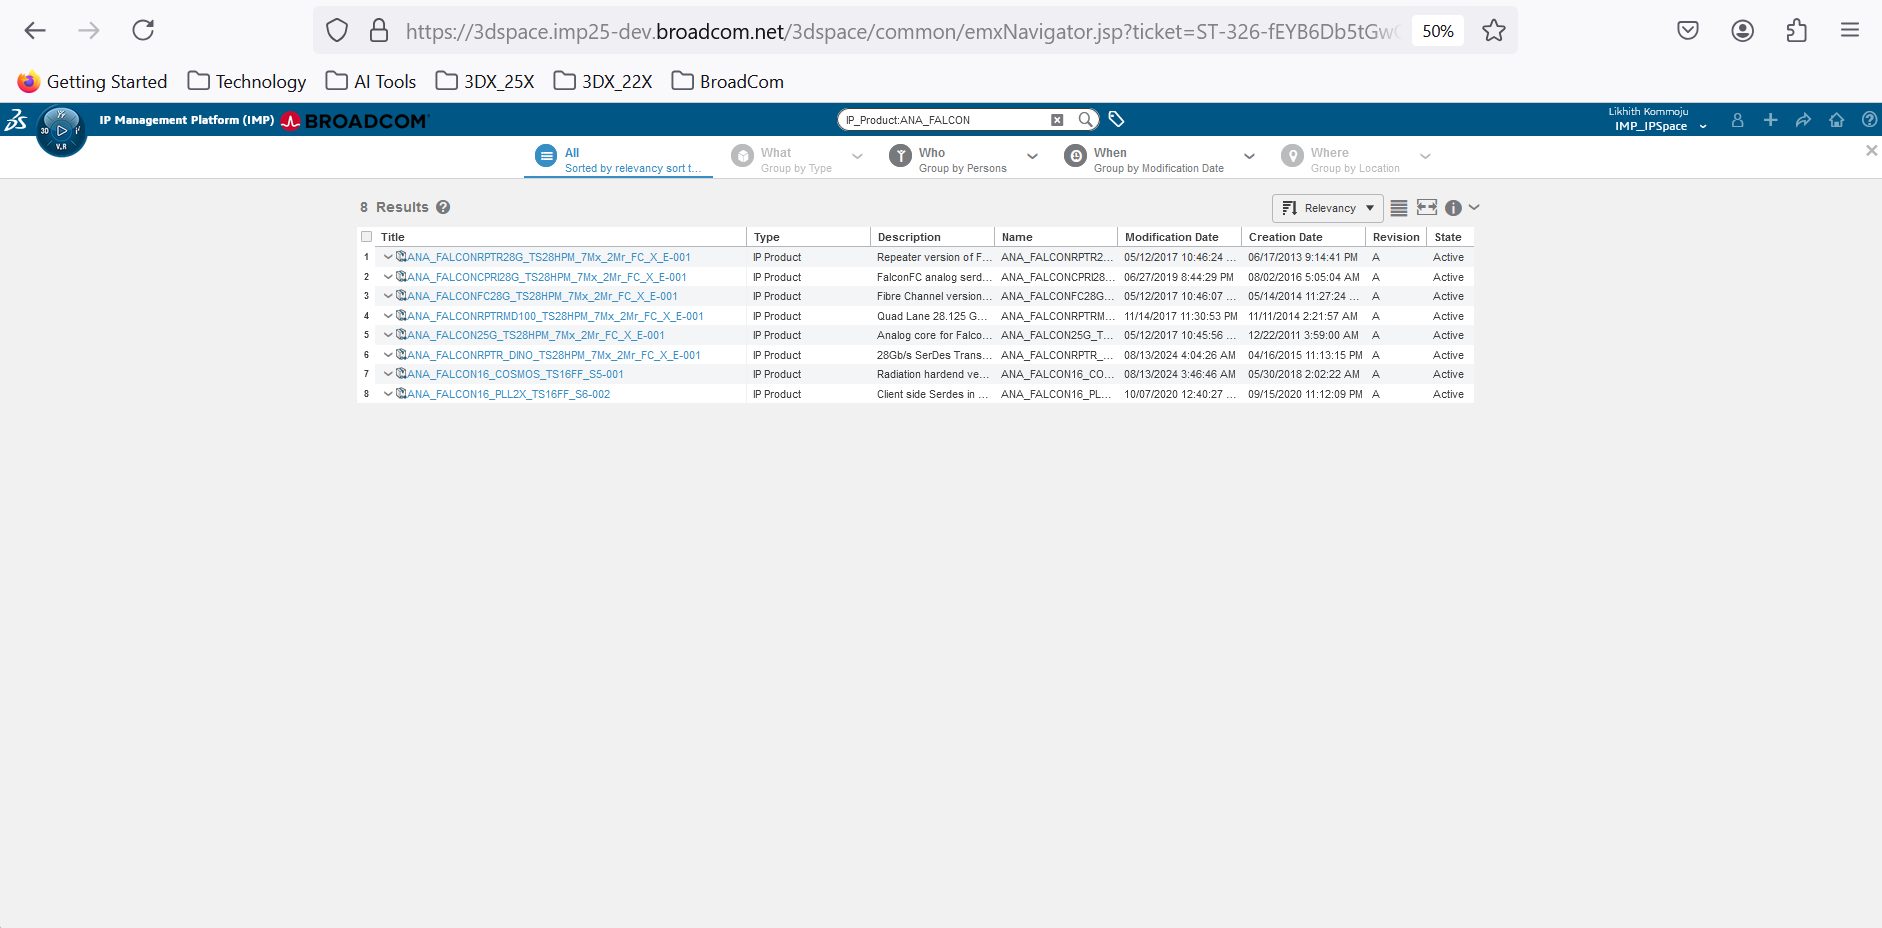 https://3dspace.imp25-dev.broadcom.net/3dspace/common/emxNavigator.jsp?ticket=ST-326-fEYB6Db5tGwC 50%
Getting Started Technology AI Tools 3DX_25X 3DX_22X BroadCom
3D V.R IP Management Platform (IMP) BROADCOM IP_Product:ANA_FALCON Likhith Kommoju
IMP_IPSpace
All What Who When Where
Sorted by relevancy sort t... Group by Type Group by Persons Group by Modification Date Group by Location
8 Results Relevancy
Title Type Description Name Modification Date Creation Date Revision State
1 ANA_FALCONRPTR28G_TS28HPM_7Mx_2Mr_FC_X_E-001 IP Product Repeater version of F... ANA_FALCONRPTR2... 05/12/2017 10:46:24 ... 06/17/2013 9:14:41 PM A Active
2 ANA_FALCONCPRI28G_TS28HPM_7Mx_2Mr_FC_X_E-001 IP Product FalconFC analog serd... ANA_FALCONCPRI28... 06/27/2019 8:44:29 PM 08/02/2016 5:05:04 AM A Active
3 ANA_FALCONFC28G_TS28HPM_7Mx_2Mr_FC_X_E-001 IP Product Fibre Channel version... ANA_FALCONFC28G... 05/12/2017 10:46:07 ... 05/14/2014 11:27:24 ... A Active
4 ANA_FALCONRPTRMD100_TS28HPM_7Mx_2Mr_FC_X_E-001 IP Product Quad Lane 28.125 G... ANA_FALCONRPTRM... 11/14/2017 11:30:53 PM 11/11/2014 2:21:57 AM A Active
5 ANA_FALCON25G_TS28HPM_7Mx_2Mr_FC_X_E-001 IP Product Analog core for Falco... ANA_FALCON25G_T... 05/12/2017 10:45:56 ... 12/22/2011 3:59:00 AM A Active
6 ANA_FALCONRPTR_DINO_TS28HPM_7Mx_2Mr_FC_X_E-001 IP Product 28Gb/s SerDes Trans... ANA_FALCONRPTR_... 08/13/2024 4:04:26 AM 04/16/2015 11:13:15 PM A Active
7 ANA_FALCON16_COSMOS_TS16FF_S5-001 IP Product Radiation hardend ve... ANA_FALCON16_CO... 08/13/2024 3:46:46 AM 05/30/2018 2:02:22 AM A Active
8 ANA_FALCON16_PLL2X_TS16FF_S6-002 IP Product Client side Serdes in ... ANA_FALCON16_PL... 10/07/2020 12:40:27 ... 09/15/2020 11:12:09 PM A Active